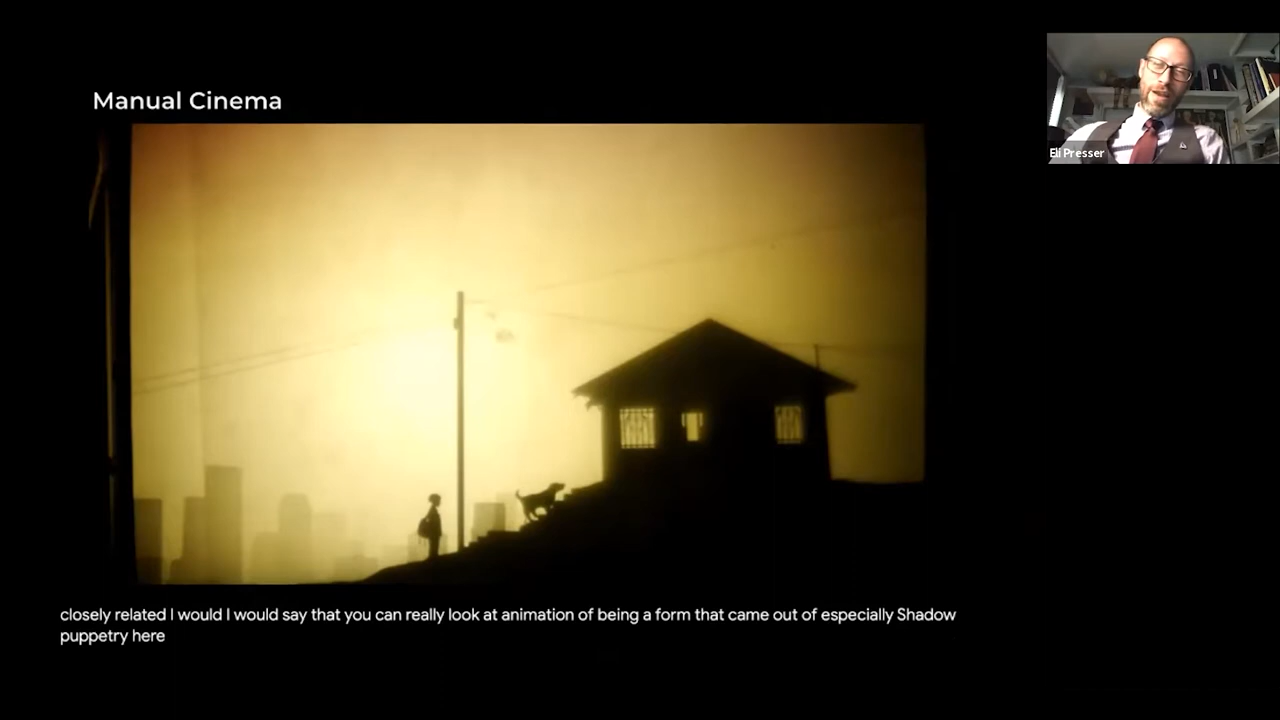 Manual Cinema
Eli Presser
closely related I would I would say that you can really look at animation of being a form that came out of especially Shadow
puppetry here